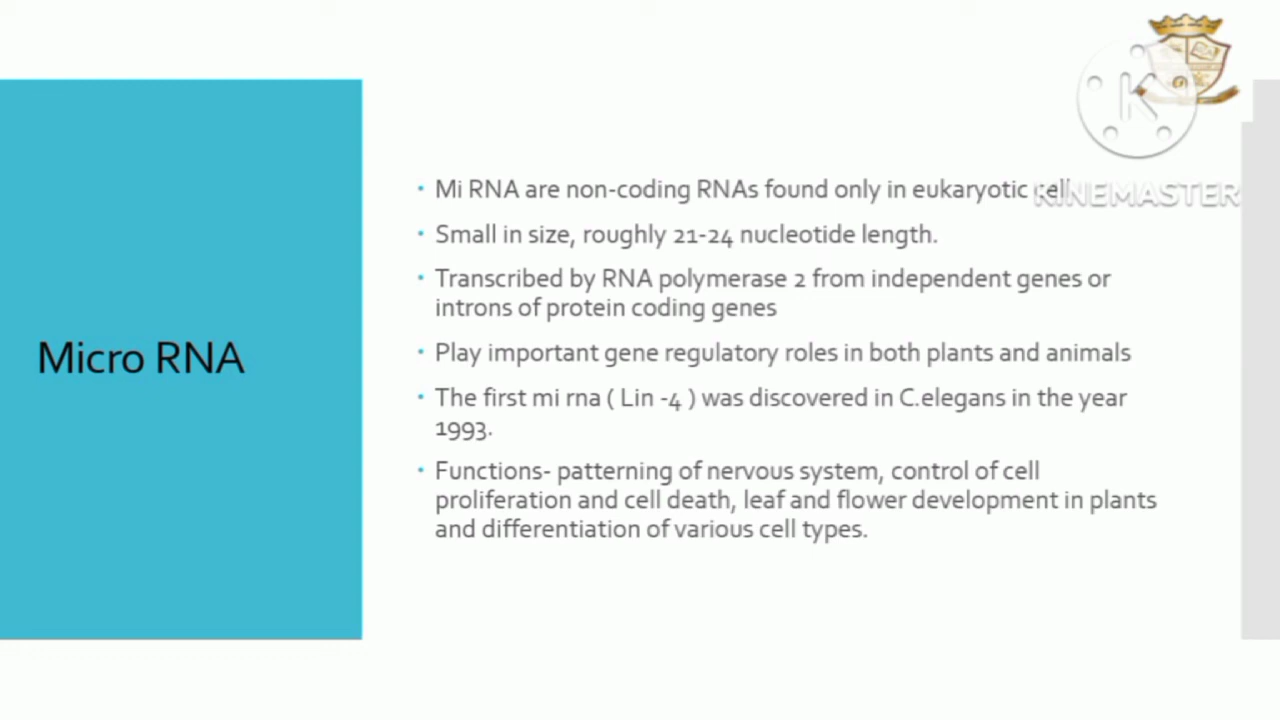 Micro RNA
Mi RNA are non-coding RNAs found only in eukaryotic cell
KINEMASTER
Small in size, roughly 21-24 nucleotide length.
Transcribed by RNA polymerase 2 from independent genes or
introns of protein coding genes
Play important gene regulatory roles in both plants and animals
The first mi rna ( Lin -4 ) was discovered in C.elegans in the year
1993.
Functions- patterning of nervous system, control of cell
proliferation and cell death, leaf and flower development in plants
and differentiation of various cell types.